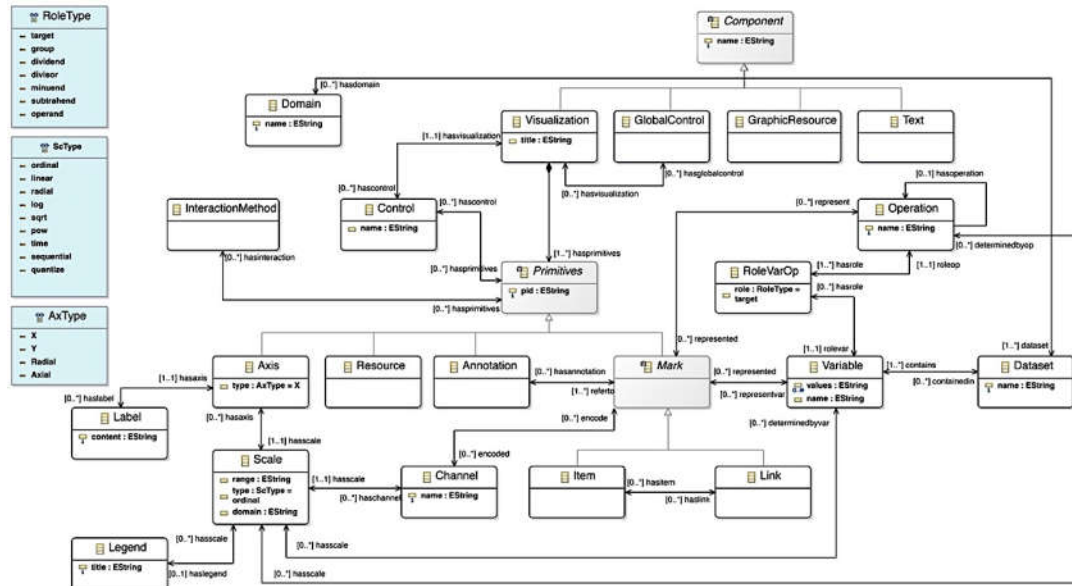 RoleType
target
group
dividend
divisor
minuend
subtrahend
operand
ScType
ordinal
linear
radial
log
sqrt
pow
time
sequential
quantize
AxType
X
Y
Radial
Axial
Component
name : EString
[0..*] hasdomain
Domain
name : EString
Visualization
title : EString
GlobalControl
GraphicResource
Text
[1..1] hasvisualization
[0..*] hasglobalcontrol
[0..*] hasvisualization
[0..1] hasoperation
[0..*] hascontrol
[0..*] hascontrol
InteractionMethod
Control
name : EString
[0..*] represent
Operation
name : EString
[0..*] determinedbyop
[0..*] hasinteraction
[1..*] hasprimitives
[0..*] hasprimitives
Primitives
pid : EString
[0..*] hasprimitives
[1..*] hasrole
[1..1] roleop
RoleVarOp
role : RoleType =
target
[0..*] hasrole
[0..*] represented
[1..1] rolevar
[1..*] dataset
Axis
type : AxType = X
Resource
Annotation
Mark
Variable
values : EString
name : EString
Dataset
name : EString
[1..1] hasaxis
[0..*] hasannotation
[1..*] referto
[0..*] represented
[0..*] representvar
[1..*] contains
[0..*] containedin
[0..*] haslabel
Label
content : EString
[0..*] hasaxis
[0..*] encode
[0..*] determinedbyvar
[1..1] hasscale
[0..*] encoded
Scale
range : EString
type : ScType =
ordinal
domain : EString
[1..1] hasscale
[0..*] haschannel
Channel
name : EString
Item
[0..*] hasitem
[0..*] haslink
Link
[0..*] hasscale
[0..*] hasscale
Legend
title : EString
[0..1] haslegend
[0..*] hasscale